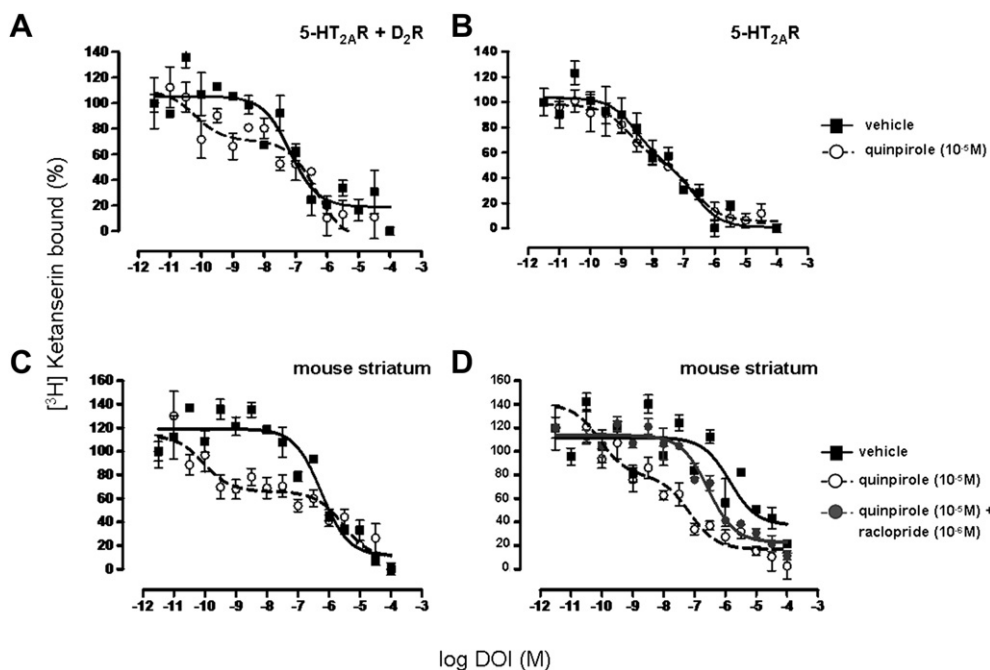 A
5-HT2AR + D2R
140
120
100
80
60
40
20
0
-12 -11 -10 -9 -8 -7 -6 -5 -4 -3
B
5-HT2AR
140
120
100
80
60
40
20
0
-12 -11 -10 -9 -8 -7 -6 -5 -4 -3
vehicle
quinpirole (10-5M)
[3H] Ketanserin bound (%)
C
mouse striatum
160
140
120
100
80
60
40
20
0
-12 -11 -10 -9 -8 -7 -6 -5 -4 -3
D
mouse striatum
160
140
120
100
80
60
40
20
0
-12 -11 -10 -9 -8 -7 -6 -5 -4 -3
vehicle
quinpirole (10-5M)
quinpirole (10-5M) +
raclopride (10-6M)
log DOI (M)